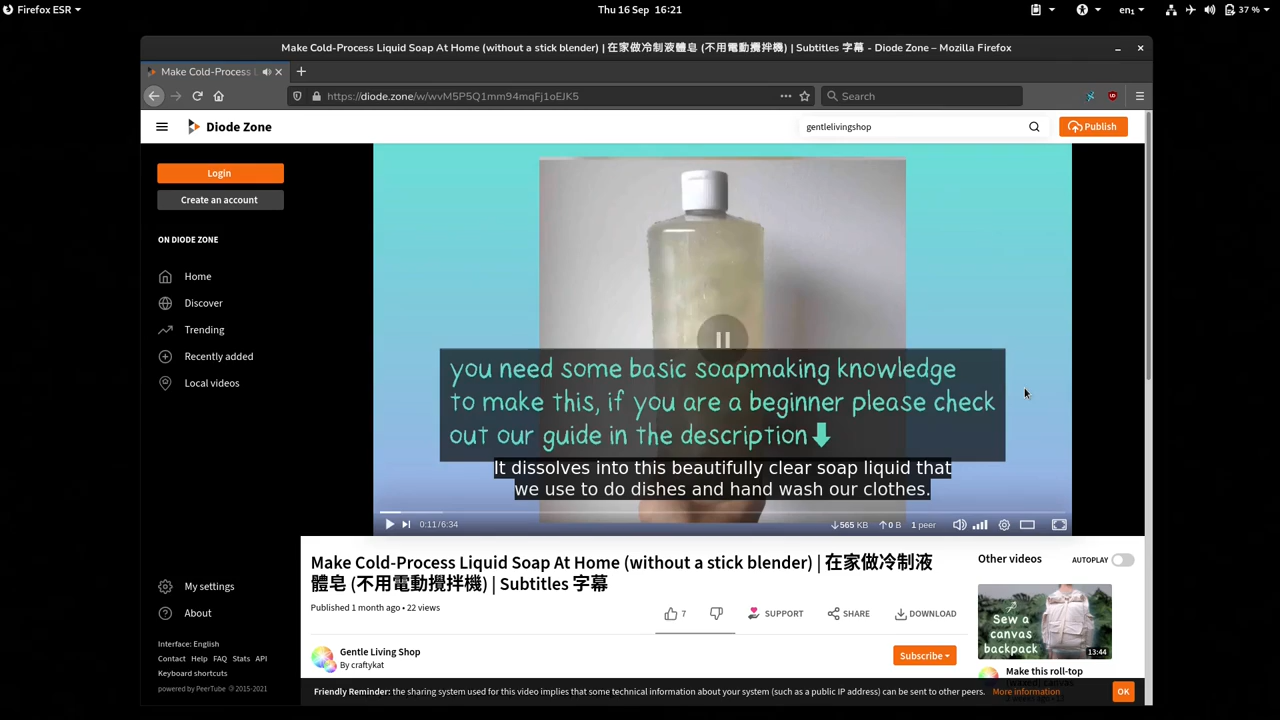 Firefox ESR
Thu 16 Sep 16:21
en₁
37 %
Make Cold-Process Liquid Soap At Home (without a stick blender) | 在家做冷制液體皂 (不用電動攪拌機) | Subtitles 字幕 - Diode Zone – Mozilla Firefox
Make Cold-Process L
https://diode.zone/w/wvM5P5Q1mm94mqFj1oEJK5
Search
Diode Zone
gentlelivingshop
Publish
Login
Create an account
ON DIODE ZONE
Home
Discover
Trending
Recently added
Local videos
My settings
About
Interface: English
Contact Help FAQ Stats API
Keyboard shortcuts
powered by PeerTube © 2015-2021
you need some basic soapmaking knowledge
to make this, if you are a beginner please check
out our guide in the description
It dissolves into this beautifully clear soap liquid that
we use to do dishes and hand wash our clothes.
0:11/6:34
565 KB
0 B
1 peer
Make Cold-Process Liquid Soap At Home (without a stick blender) | 在家做冷制液
體皂 (不用電動攪拌機) | Subtitles 字幕
Published 1 month ago • 22 views
7
SUPPORT
SHARE
DOWNLOAD
Gentle Living Shop
By craftykat
Subscribe
Other videos
AUTOPLAY
Sew a
canvas
backpack
13:44
Make this roll-top
Friendly Reminder: the sharing system used for this video implies that some technical information about your system (such as a public IP address) can be sent to other peers. More information
OK